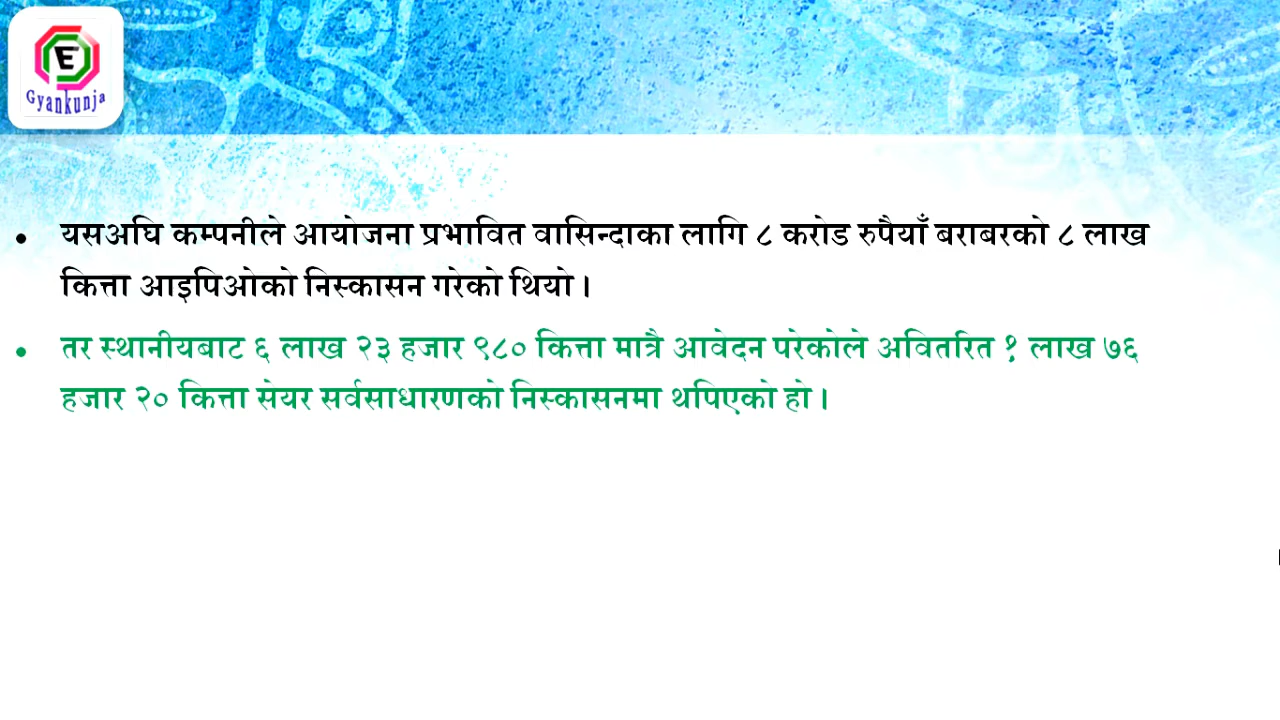 E
Gyankunja
• यसअघि कम्पनीले आयोजना प्रभावित वासिन्दाका लागि ८ करोड रुपैयाँ बराबरको ८ लाख
कित्ता आइपिओको निस्कासन गरेको थियो ।
• तर स्थानीयबाट ६ लाख २३ हजार ९८० कित्ता मात्रै आवेदन परेकोले अवितरित १ लाख ७६
हजार २० कित्ता सेयर सर्वसाधारणको निस्कासनमा थपिएको हो ।